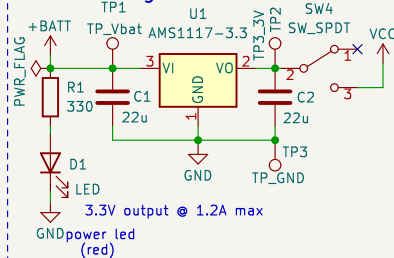 +BATT
TP1
TP_Vbat
U1
AMS1117-3.3
TP3_3V
TP2
SW4
SW_SPDT
VCC
PWR_FLAG
3
VI
VO
2
GND
1
2
1
3
R1
330
C1
22u
C2
22u
D1
LED
GND
TP3
TP_GND
GND
3.3V output @ 1.2A max
power led
(red)